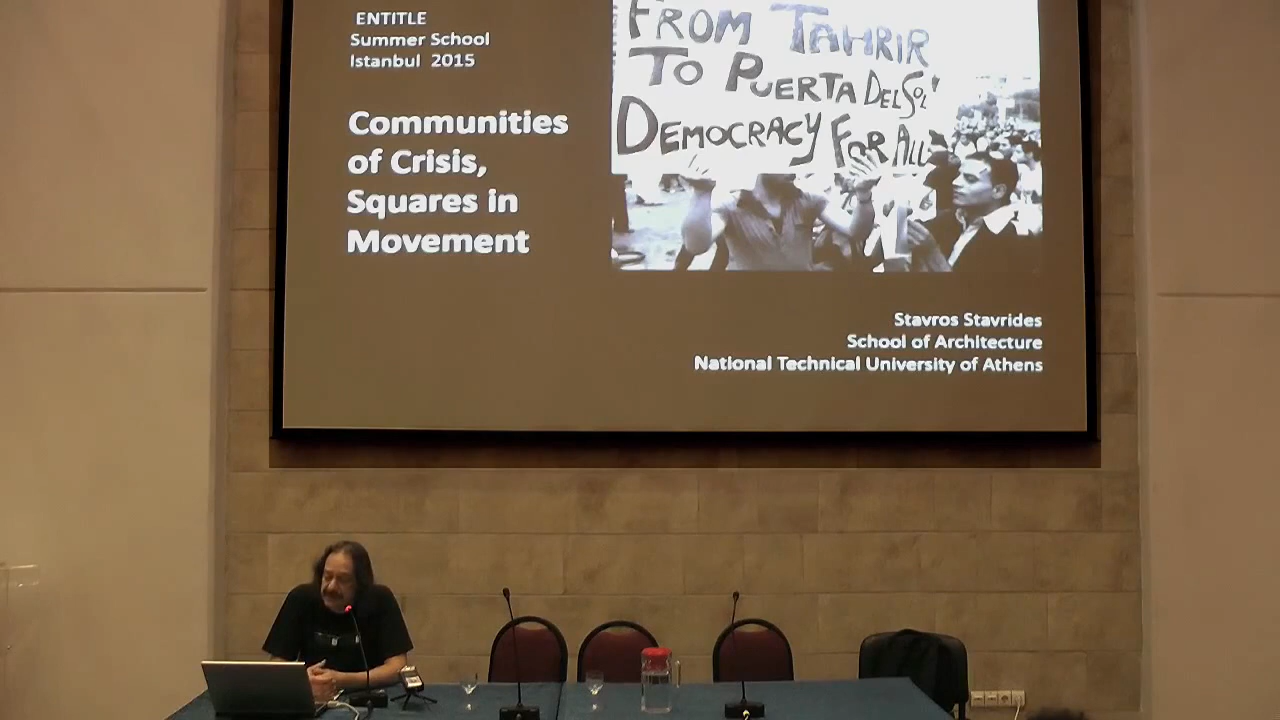 ENTITLE
Summer School
Istanbul 2015
Communities
of Crisis,
Squares in
Movement
FROM TAHRIR
TO PUERTA DEL SOL
DEMOCRACY FOR ALL
Stavros Stavrides
School of Architecture
National Technical University of Athens